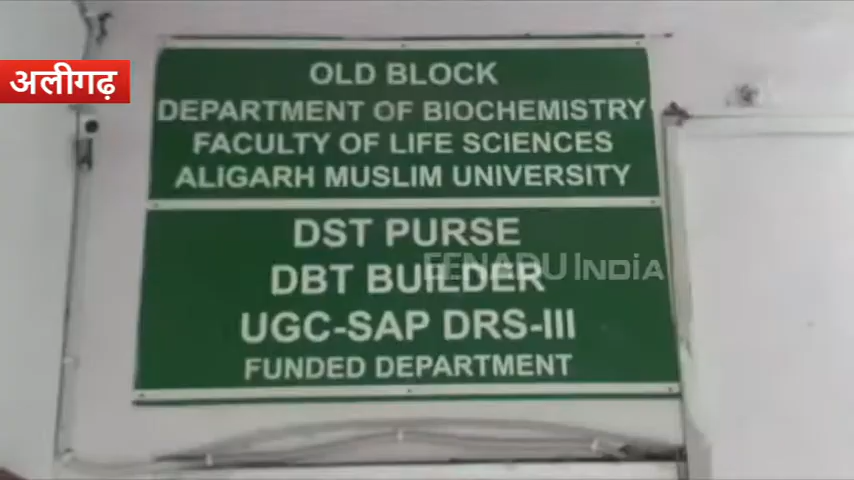 अलीगढ़
OLD BLOCK
DEPARTMENT OF BIOCHEMISTRY
FACULTY OF LIFE SCIENCES
ALIGARH MUSLIM UNIVERSITY
DST PURSE
DBT BUILDER
EENADU INDIA
UGC-SAP DRS-III
FUNDED DEPARTMENT